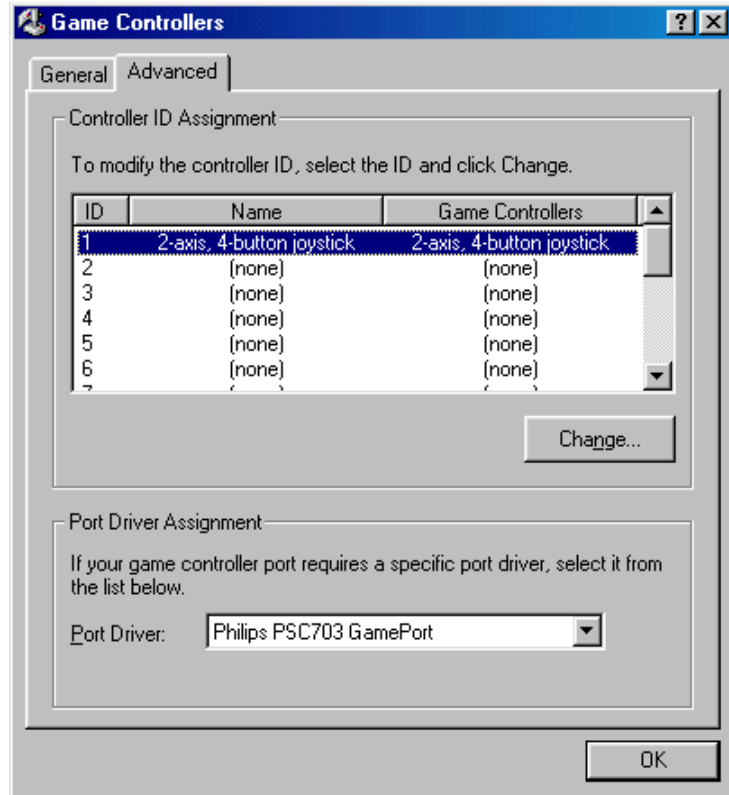 Game Controllers
General Advanced
Controller ID Assignment
To modify the controller ID, select the ID and click Change.
ID Name Game Controllers
1 2-axis, 4-button joystick 2-axis, 4-button joystick
2 (none) (none)
3 (none) (none)
4 (none) (none)
5 (none) (none)
6 (none) (none)
Change...
Port Driver Assignment
If your game controller port requires a specific port driver, select it from
the list below.
Port Driver: Philips PSC703 GamePort
OK